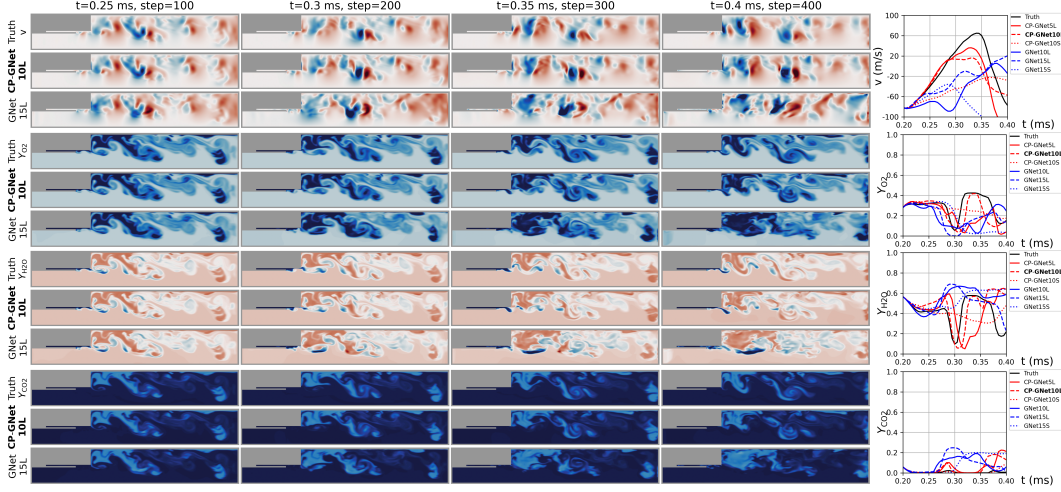 t=0.25 ms, step=100
t=0.3 ms, step=200
t=0.35 ms, step=300
t=0.4 ms, step=400
Truth
v
CP-GNet
10L
GNet
15L
Truth
Y_O2
CP-GNet
10L
GNet
15L
Truth
Y_H2O
CP-GNet
10L
GNet
15L
Truth
Y_CO2
CP-GNet
10L
GNet
15L
v (m/s)
100
60
20
-20
-60
-100
0.20 0.25 0.30 0.35 0.40
t (ms)
Truth
CP-GNet5L
CP-GNet10L
CP-GNet10S
GNet10L
GNet15L
GNet15S
Y_O2
1.0
0.8
0.6
0.4
0.2
0.0
0.20 0.25 0.30 0.35 0.40
t (ms)
Truth
CP-GNet5L
CP-GNet10L
CP-GNet10S
GNet10L
GNet15L
GNet15S
Y_H2O
1.0
0.8
0.6
0.4
0.2
0.0
0.20 0.25 0.30 0.35 0.40
t (ms)
Truth
CP-GNet5L
CP-GNet10L
CP-GNet10S
GNet10L
GNet15L
GNet15S
Y_CO2
1.0
0.8
0.6
0.4
0.2
0.0
0.20 0.25 0.30 0.35 0.40
t (ms)
Truth
CP-GNet5L
CP-GNet10L
CP-GNet10S
GNet10L
GNet15L
GNet15S